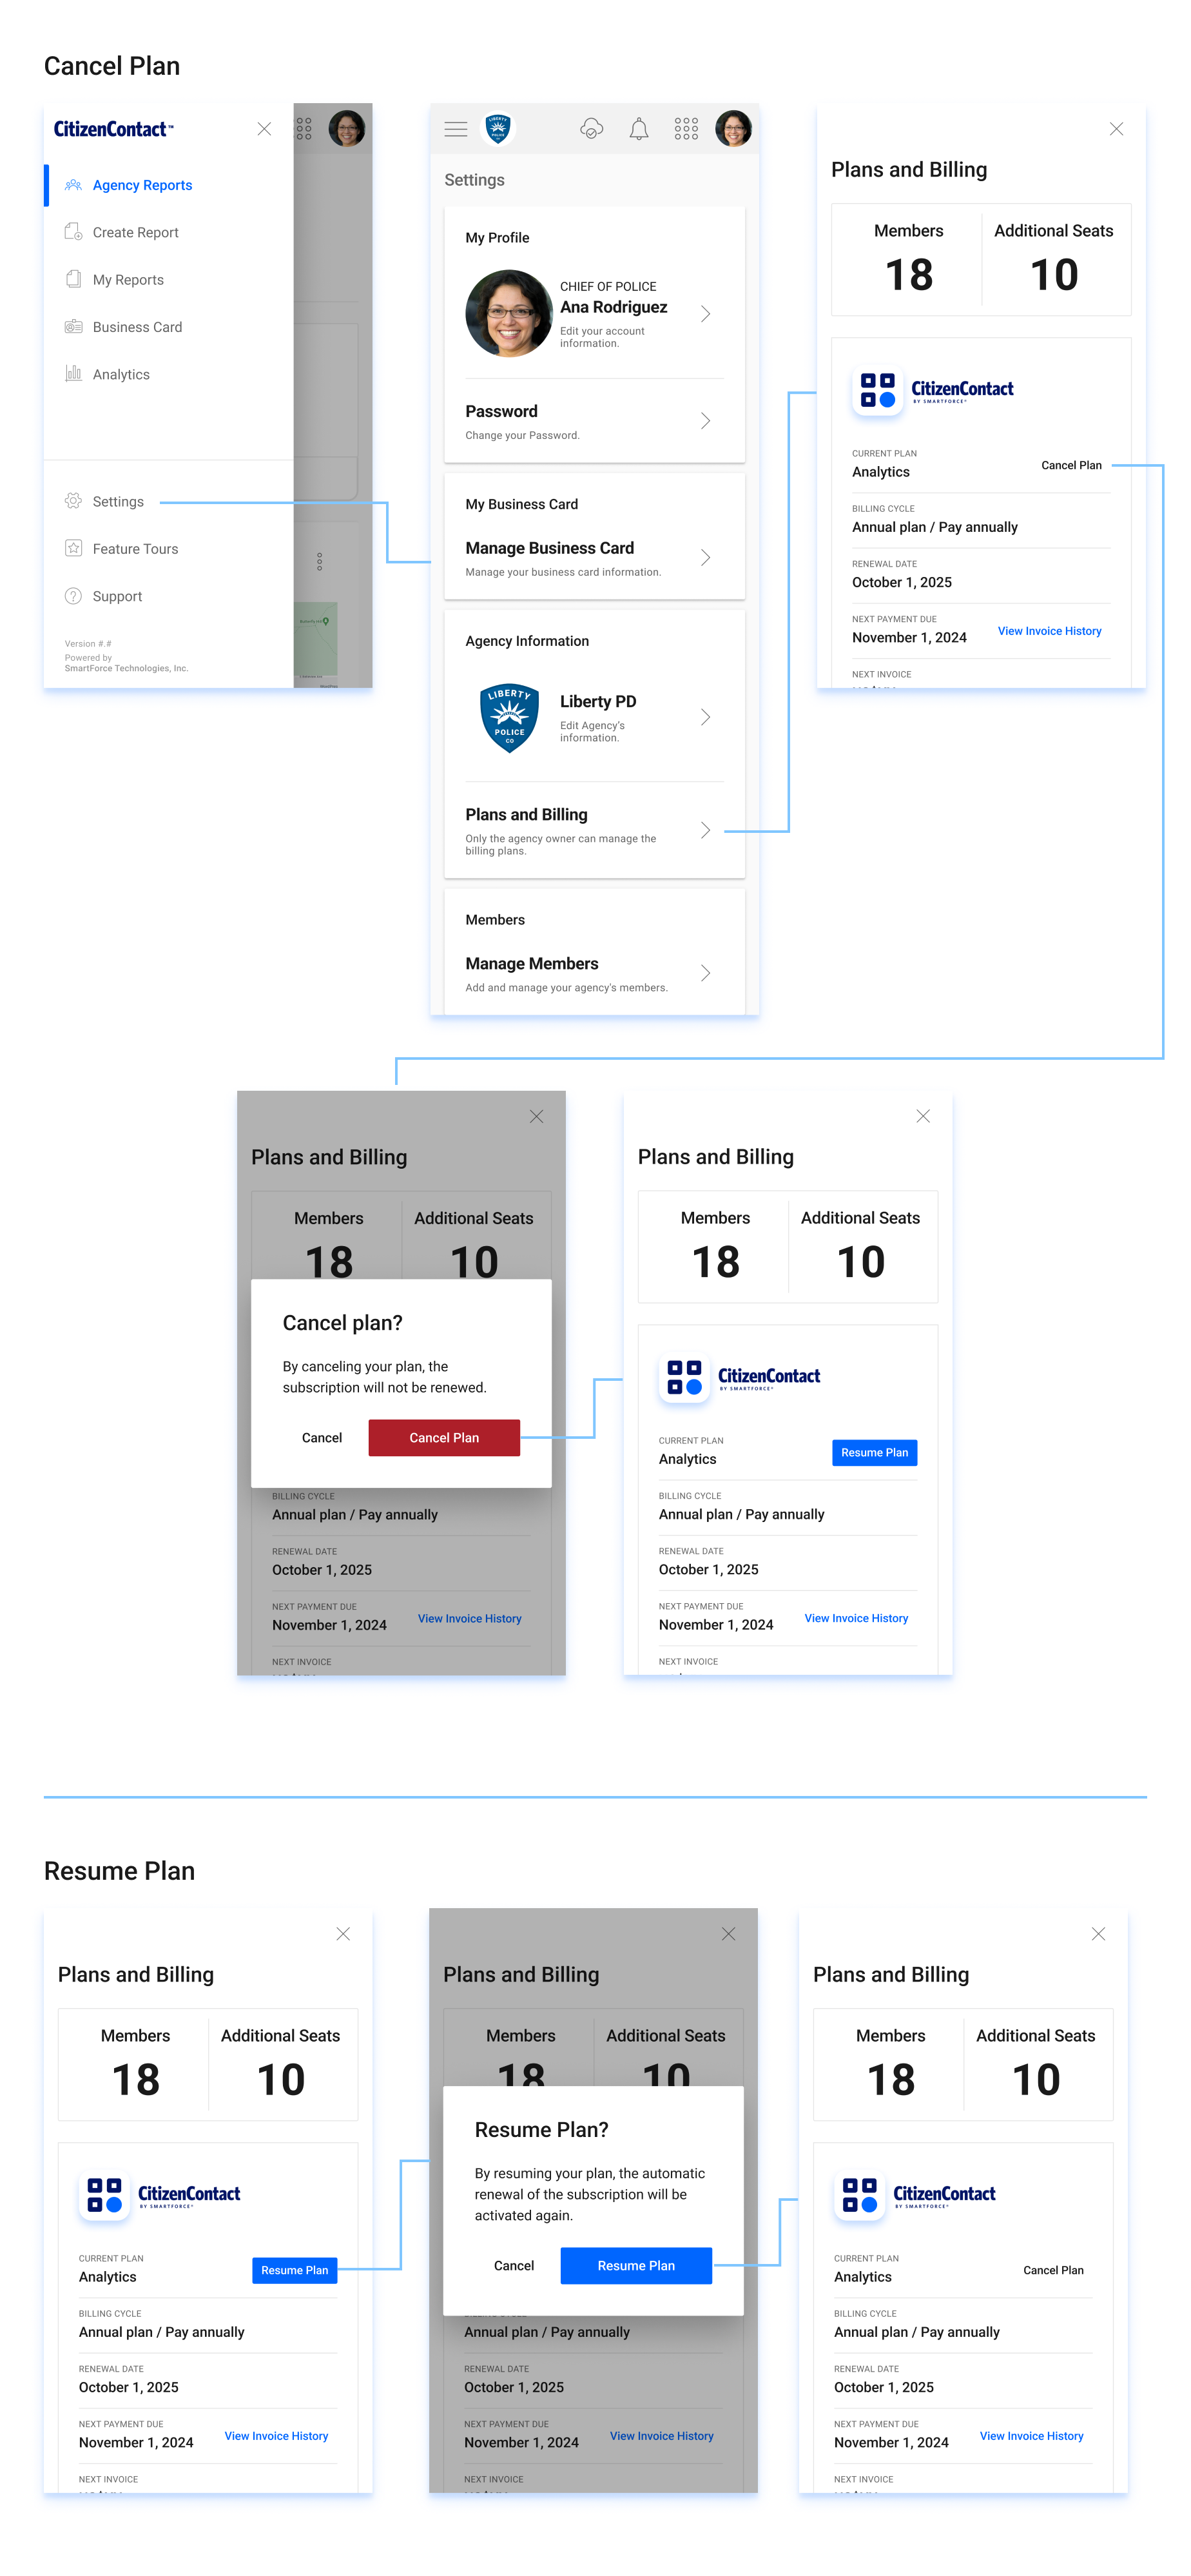 Cancel Plan
CitizenContact™
Agency Reports
Create Report
My Reports
Business Card
Analytics
Settings
Feature Tours
Support
Version #.#
Powered by
SmartForce Technologies, Inc.
LIBERTY
POLICE
Settings
My Profile
CHIEF OF POLICE
Ana Rodriguez
Edit your account
information.
Password
Change your Password.
My Business Card
Manage Business Card
Manage your business card information.
Agency Information
LIBERTY
POLICE
CO
Liberty PD
Edit Agency's
information.
Plans and Billing
Only the agency owner can manage the
billing plans.
Members
Manage Members
Add and manage your agency's members.
Plans and Billing
Members Additional Seats
18 10
CitizenContact
BY SMARTFORCE®
CURRENT PLAN
Analytics Cancel Plan
BILLING CYCLE
Annual plan / Pay annually
RENEWAL DATE
October 1, 2025
NEXT PAYMENT DUE
November 1, 2024 View Invoice History
NEXT INVOICE
Plans and Billing
Members Additional Seats
18 10
Cancel plan?
By canceling your plan, the
subscription will not be renewed.
Cancel Cancel Plan
BILLING CYCLE
Annual plan / Pay annually
RENEWAL DATE
October 1, 2025
NEXT PAYMENT DUE
November 1, 2024 View Invoice History
NEXT INVOICE
Plans and Billing
Members Additional Seats
18 10
CitizenContact
BY SMARTFORCE®
CURRENT PLAN
Analytics Resume Plan
BILLING CYCLE
Annual plan / Pay annually
RENEWAL DATE
October 1, 2025
NEXT PAYMENT DUE
November 1, 2024 View Invoice History
NEXT INVOICE
Resume Plan
Plans and Billing
Members Additional Seats
18 10
CitizenContact
BY SMARTFORCE®
CURRENT PLAN
Analytics Resume Plan
BILLING CYCLE
Annual plan / Pay annually
RENEWAL DATE
October 1, 2025
NEXT PAYMENT DUE
November 1, 2024 View Invoice History
NEXT INVOICE
Plans and Billing
Members Additional Seats
18 10
Resume Plan?
By resuming your plan, the automatic
renewal of the subscription will be
activated again.
Cancel Resume Plan
Annual plan / Pay annually
RENEWAL DATE
October 1, 2025
NEXT PAYMENT DUE
November 1, 2024 View Invoice History
NEXT INVOICE
Plans and Billing
Members Additional Seats
18 10
CitizenContact
BY SMARTFORCE®
CURRENT PLAN
Analytics Cancel Plan
BILLING CYCLE
Annual plan / Pay annually
RENEWAL DATE
October 1, 2025
NEXT PAYMENT DUE
November 1, 2024 View Invoice History
NEXT INVOICE